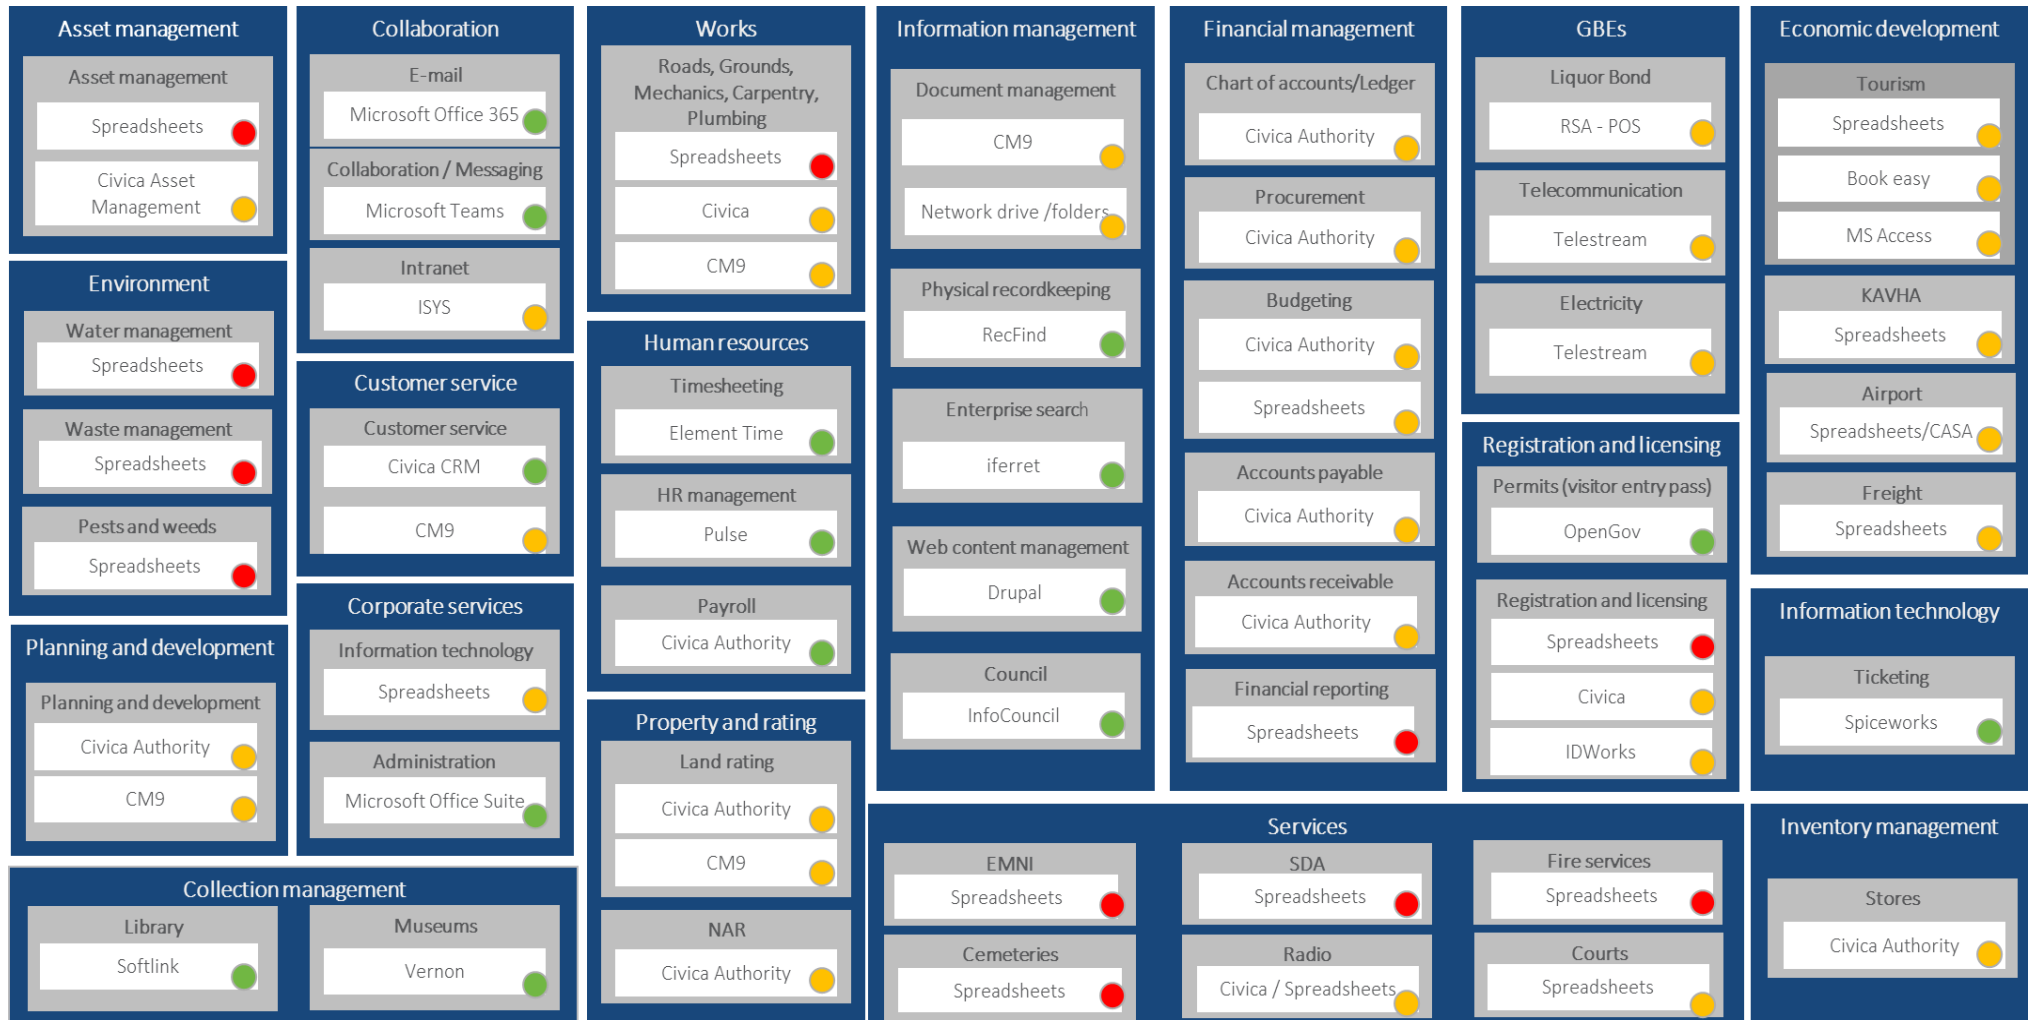 Asset management
Asset management
Spreadsheets
Civica Asset
Management
Environment
Water management
Spreadsheets
Waste management
Spreadsheets
Pests and weeds
Spreadsheets
Planning and development
Planning and development
Civica Authority
CM9
Collaboration
E-mail
Microsoft Office 365
Collaboration / Messaging
Microsoft Teams
Intranet
ISYS
Customer service
Customer service
Civica CRM
CM9
Corporate services
Information technology
Spreadsheets
Administration
Microsoft Office Suite
Collection management
Library
Softlink
Museums
Vernon
Works
Roads, Grounds,
Mechanics, Carpentry,
Plumbing
Spreadsheets
Civica
CM9
Human resources
Timesheeting
Element Time
HR management
Pulse
Payroll
Civica Authority
Property and rating
Land rating
Civica Authority
CM9
NAR
Civica Authority
Information management
Document management
CM9
Network drive /folders
Physical recordkeeping
RecFind
Enterprise search
iferret
Web content management
Drupal
Council
InfoCouncil
Financial management
Chart of accounts/Ledger
Civica Authority
Procurement
Civica Authority
Budgeting
Civica Authority
Spreadsheets
Accounts payable
Civica Authority
Accounts receivable
Civica Authority
Financial reporting
Spreadsheets
GBEs
Liquor Bond
RSA - POS
Telecommunication
Telestream
Electricity
Telestream
Registration and licensing
Permits (visitor entry pass)
OpenGov
Registration and licensing
Spreadsheets
Civica
IDWorks
Economic development
Tourism
Spreadsheets
Book easy
MS Access
KAVHA
Spreadsheets
Airport
Spreadsheets/CASA
Freight
Spreadsheets
Information technology
Ticketing
Spiceworks
Services
EMNI
Spreadsheets
SDA
Spreadsheets
Fire services
Spreadsheets
Cemeteries
Spreadsheets
Radio
Civica / Spreadsheets
Courts
Spreadsheets
Inventory management
Stores
Civica Authority